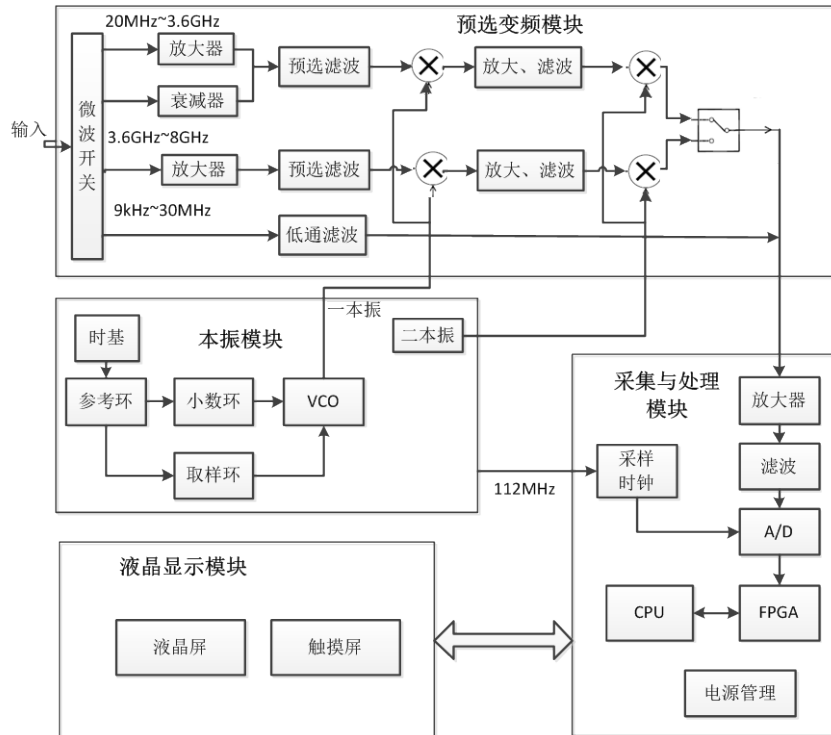 20MHz~3.6GHz
预选变频模块
放大器
预选滤波
放大、滤波
衰减器
输入
微波开关
3.6GHz~8GHz
放大器
预选滤波
放大、滤波
9kHz~30MHz
低通滤波
一本振
本振模块
二本振
时基
参考环
小数环
VCO
取样环
112MHz
采集与处理
模块
放大器
采样
时钟
滤波
A/D
CPU
FPGA
电源管理
液晶显示模块
液晶屏
触摸屏